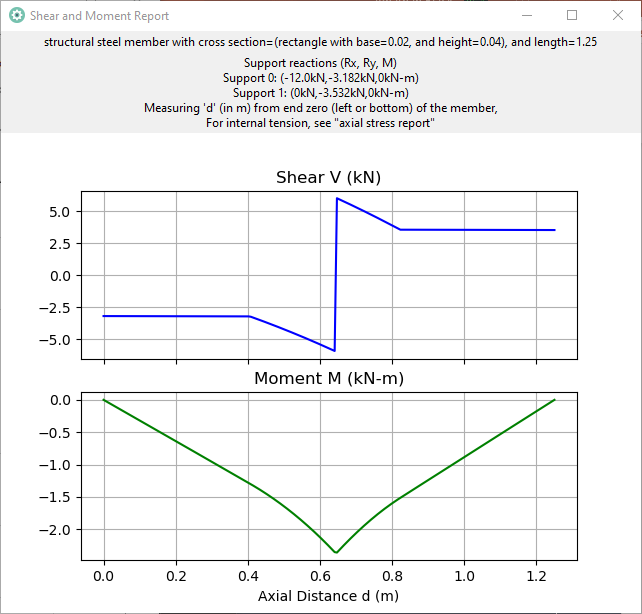 Shear and Moment Report
structural steel member with cross section=(rectangle with base=0.02, and height=0.04), and length=1.25
Support reactions (Rx, Ry, M)
Support 0: (-12.0kN,-3.182kN,0kN-m)
Support 1: (0kN,-3.532kN,0kN-m)
Measuring 'd' (in m) from end zero (left or bottom) of the member,
For internal tension, see "axial stress report"
Shear V (kN)
5.0
2.5
0.0
−2.5
−5.0
Moment M (kN-m)
0.0
−0.5
−1.0
−1.5
−2.0
0.0 0.2 0.4 0.6 0.8 1.0 1.2
Axial Distance d (m)